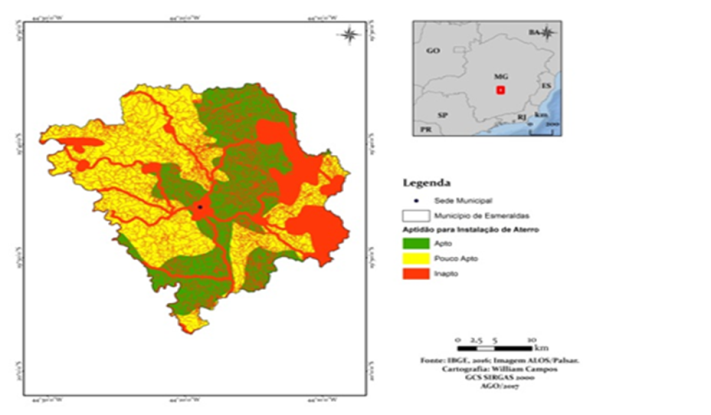 GO
BA
MG
ES
SP
RJ
km
PR
Legenda
Sede Municipal
Município de Esmeraldas
Aptidão para Instalação de Aterro
Apto
Pouco Apto
Inapto
0 2,5 5 10
km
Fonte: IBGE, 2016; Imagem ALOS/Palsar.
Cartografia: William Campos
GCS SIRGAS 2000
AGO/2017